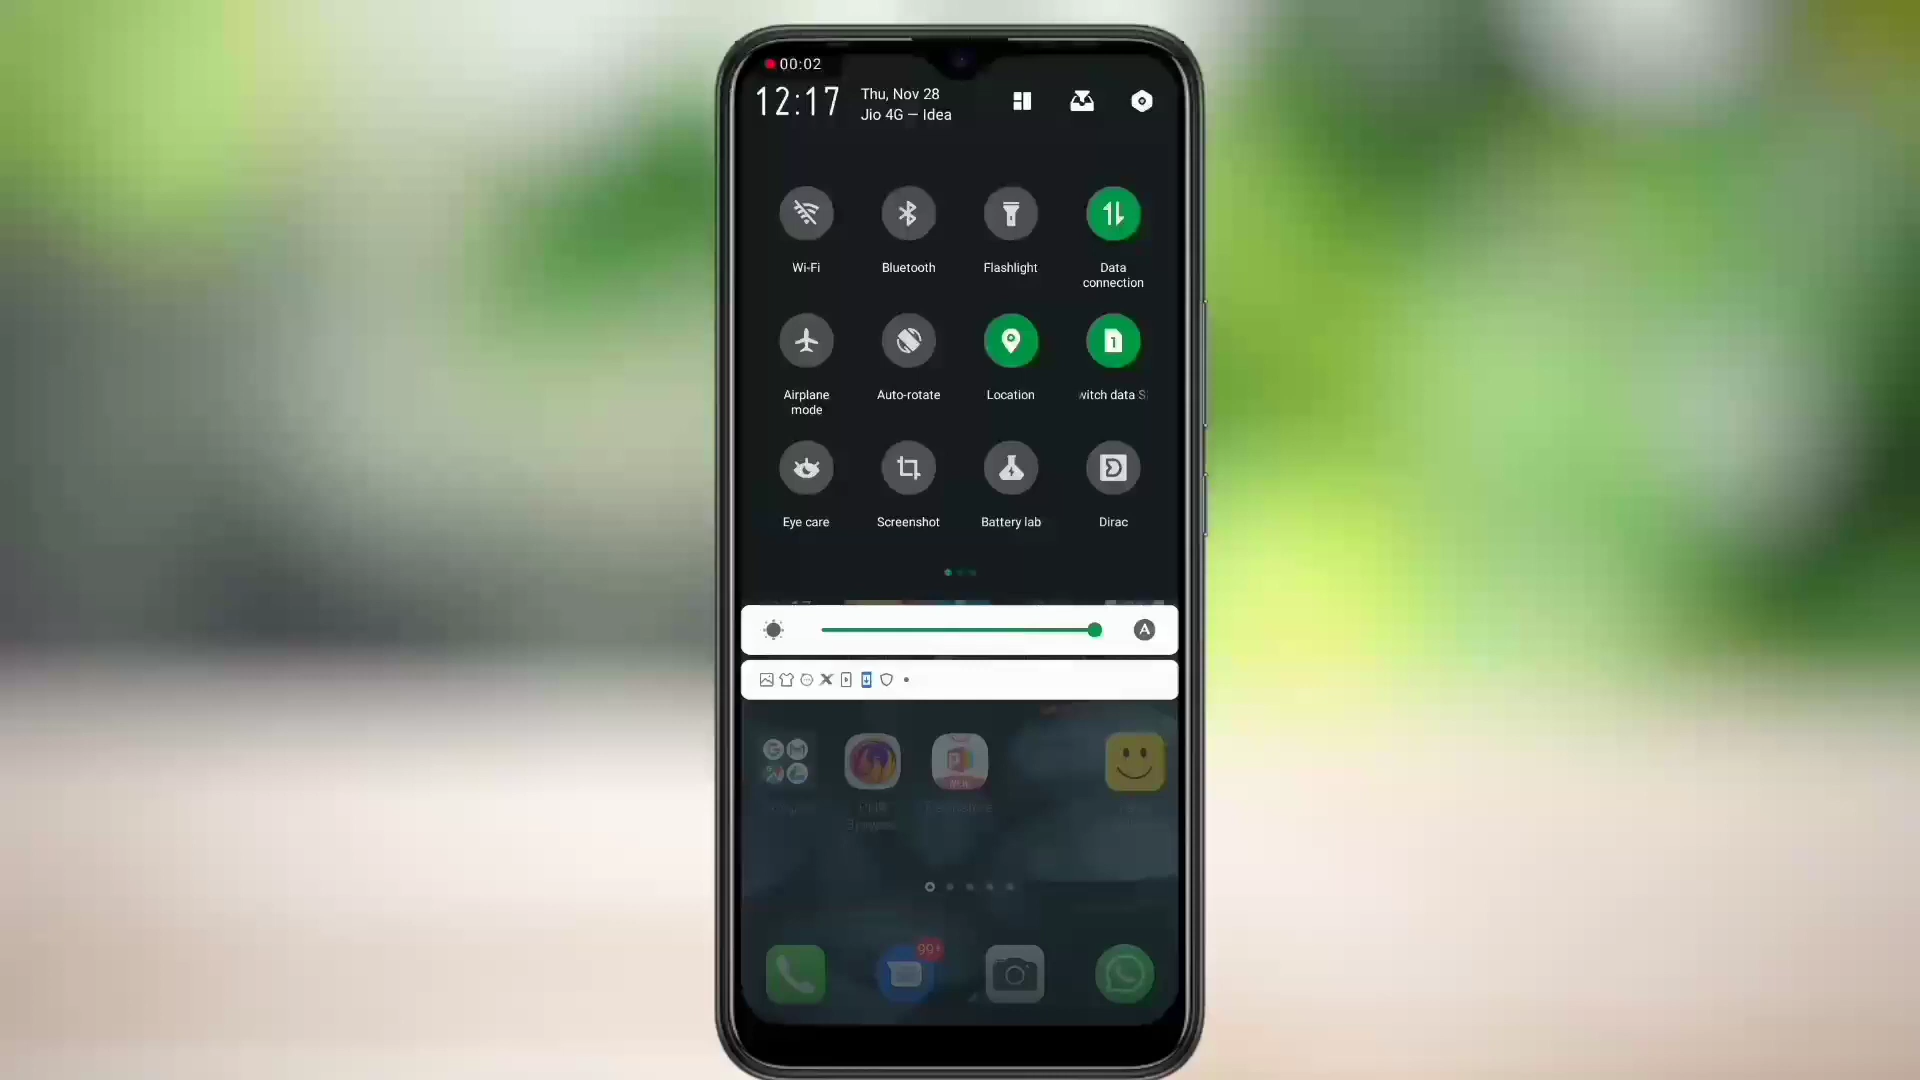 00:02
12:17
Thu, Nov 28
Jio 4G — Idea
Wi-Fi
Bluetooth
Flashlight
Data
connection
Airplane
mode
Auto-rotate
Location
witch data S
Eye care
Screenshot
Battery lab
Dirac
A
99+